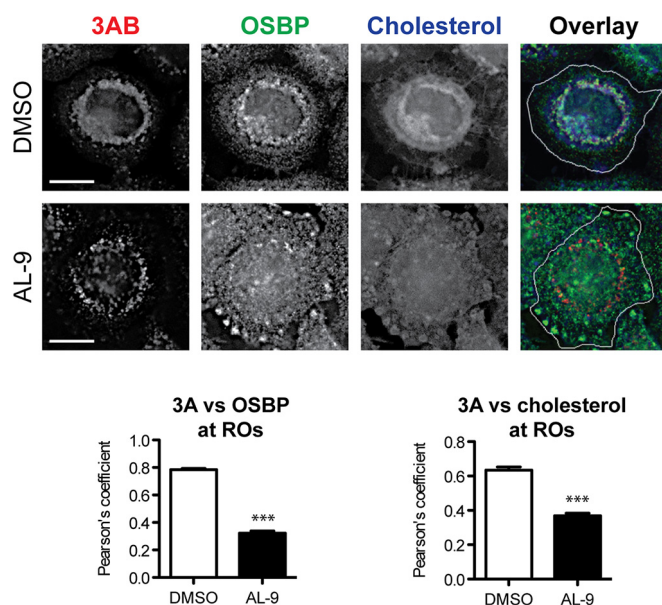 3AB OSBP Cholesterol Overlay
DMSO
AL-9
3A vs OSBP
at ROs
Pearson's coefficient
1.0
0.8
0.6
0.4
0.2
0.0
***
DMSO AL-9
3A vs cholesterol
at ROs
Pearson's coefficient
0.8
0.6
0.4
0.2
0.0
***
DMSO AL-9